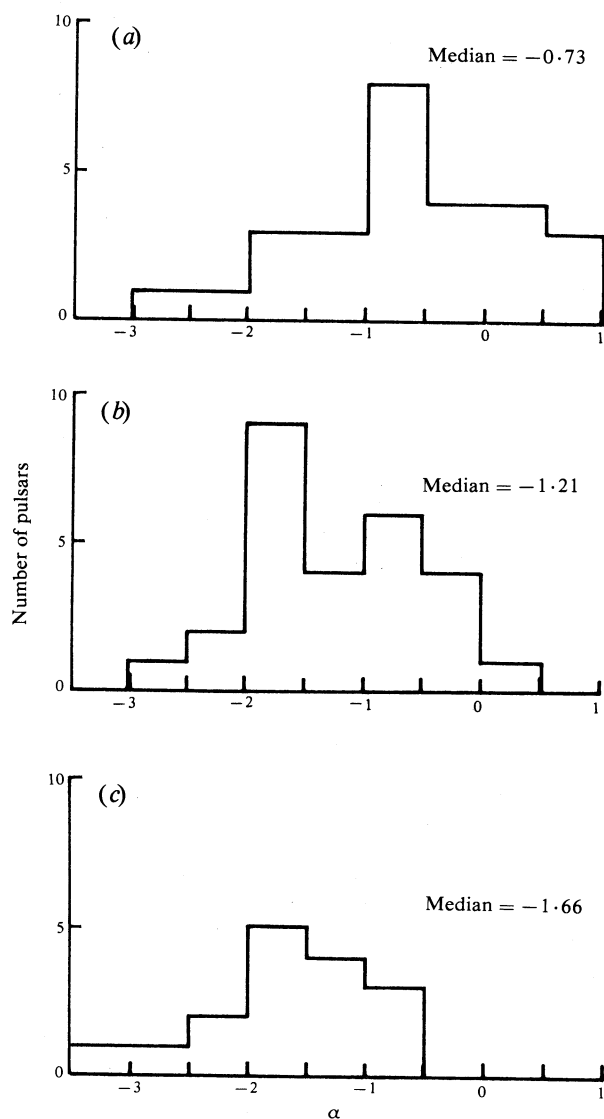 10
(a)
Median = −0·73
5
0
−3 −2 −1 0 1
10
(b)
Median = −1·21
5
0
−3 −2 −1 0 1
Number of pulsars
10
(c)
Median = −1·66
5
0
−3 −2 −1 0 1
α